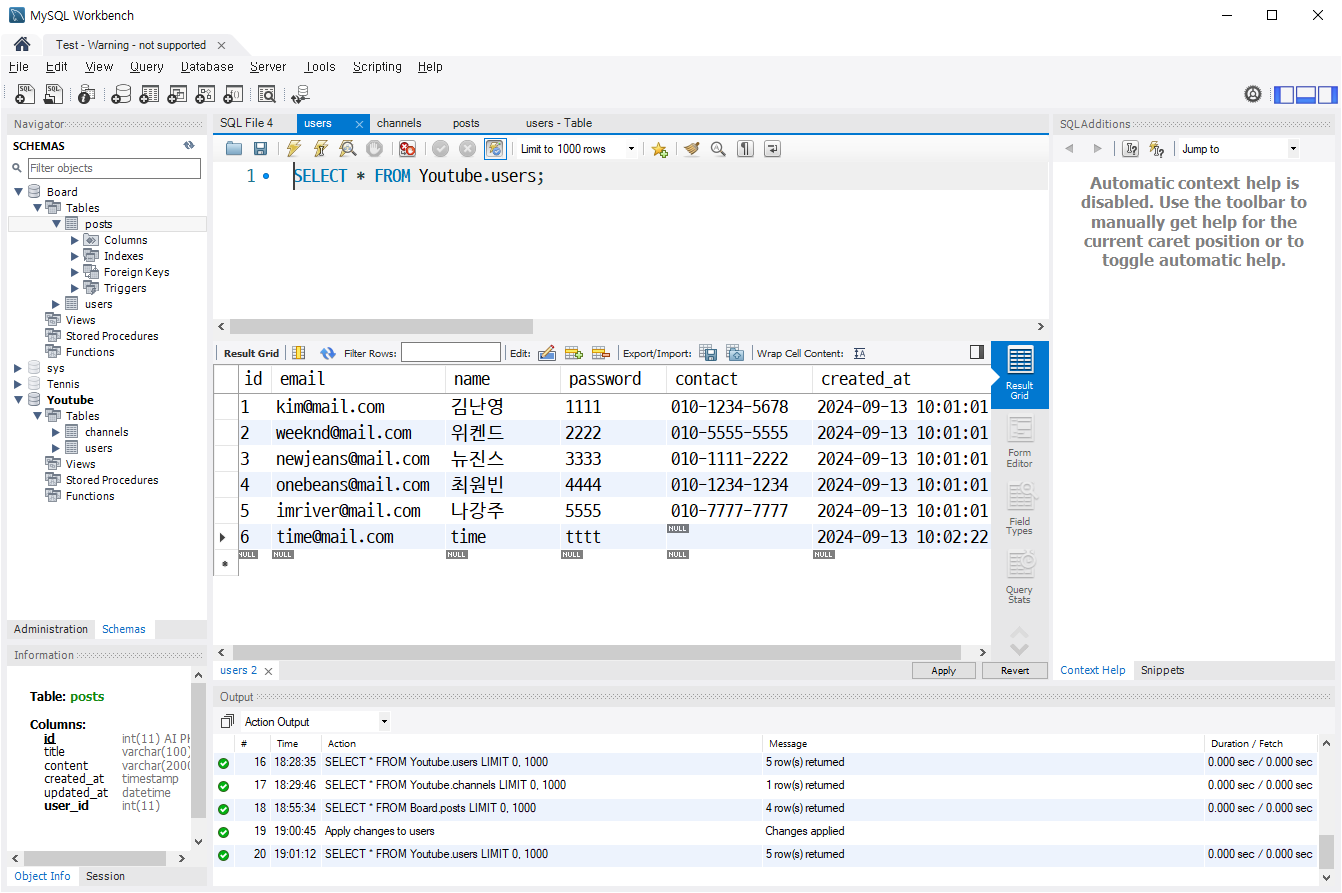 MySQL Workbench
Test - Warning - not supported
File Edit View Query Database Server Tools Scripting Help
Navigator
SCHEMAS
Filter objects
Board
Tables
posts
Columns
Indexes
Foreign Keys
Triggers
users
Views
Stored Procedures
Functions
sys
Tennis
Youtube
Tables
channels
users
Views
Stored Procedures
Functions
Administration Schemas
Information
Table: posts
Columns:
id int(11) AI
title varchar(100)
content
created_at timestamp
updated_at datetime
user_id int(11)
Object Info Session
SQL File 4 users channels posts users - Table
Limit to 1000 rows
1 SELECT * FROM Youtube.users;
Result Grid Filter Rows: Edit: Export/Import: Wrap Cell Content:
id email name password contact created_at
1 kim@mail.com 김난영 1111 010-1234-5678 2024-09-13 10:01:01
2 weeknd@mail.com 위켄드 2222 010-5555-5555 2024-09-13 10:01:01
3 newjeans@mail.com 뉴진스 3333 010-1111-2222 2024-09-13 10:01:01
4 onebeans@mail.com 최원빈 4444 010-1234-1234 2024-09-13 10:01:01
5 imriver@mail.com 나강주 5555 010-7777-7777 2024-09-13 10:01:01
6 time@mail.com time tttt NULL 2024-09-13 10:02:22
NULL NULL NULL NULL NULL NULL
Result Grid
Form Editor
Field Types
Query Stats
users 2 Apply Revert
Output
Action Output
# Time Action Message Duration / Fetch
16 18:28:35 SELECT * FROM Youtube.users LIMIT 0, 1000 5 row(s) returned 0.000 sec / 0.000 sec
17 18:29:46 SELECT * FROM Youtube.channels LIMIT 0, 1000 1 row(s) returned 0.000 sec / 0.000 sec
18 18:55:34 SELECT * FROM Board.posts LIMIT 0, 1000 4 row(s) returned 0.000 sec / 0.000 sec
19 19:00:45 Apply changes to users Changes applied
20 19:01:12 SELECT * FROM Youtube.users LIMIT 0, 1000 5 row(s) returned 0.000 sec / 0.000 sec
SQLAdditions
Jump to
Automatic context help is
disabled. Use the toolbar to
manually get help for the
current caret position or to
toggle automatic help.
Context Help Snippets